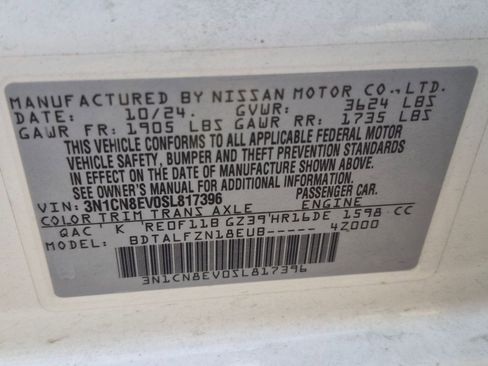 MANUFACTURED BY NISSAN MOTOR CO.,LTD.
DATE: 10/24. GVWR: 3624 LBS
GAWR FR: 1905 LBS GAWR RR: 1735 LBS
THIS VEHICLE CONFORMS TO ALL APPLICABLE FEDERAL MOTOR
VEHICLE SAFETY, BUMPER AND THEFT PREVENTION STANDARDS
IN EFFECT ON THE DATE OF MANUFACTURE SHOWN ABOVE.
SEE OWNER'S MANUAL FOR ADDITIONAL INFORMATION.
VIN: 3N1CN8EV0SL817396 PASSENGER CAR
COLOR TRIM TRANS AXLE ENGINE
QAC' K 'RE0F11B GZ39'HR16DE 1598 CC
BDTALFZN18EUB----- 4Z000
3N1CN8EV0SL817396